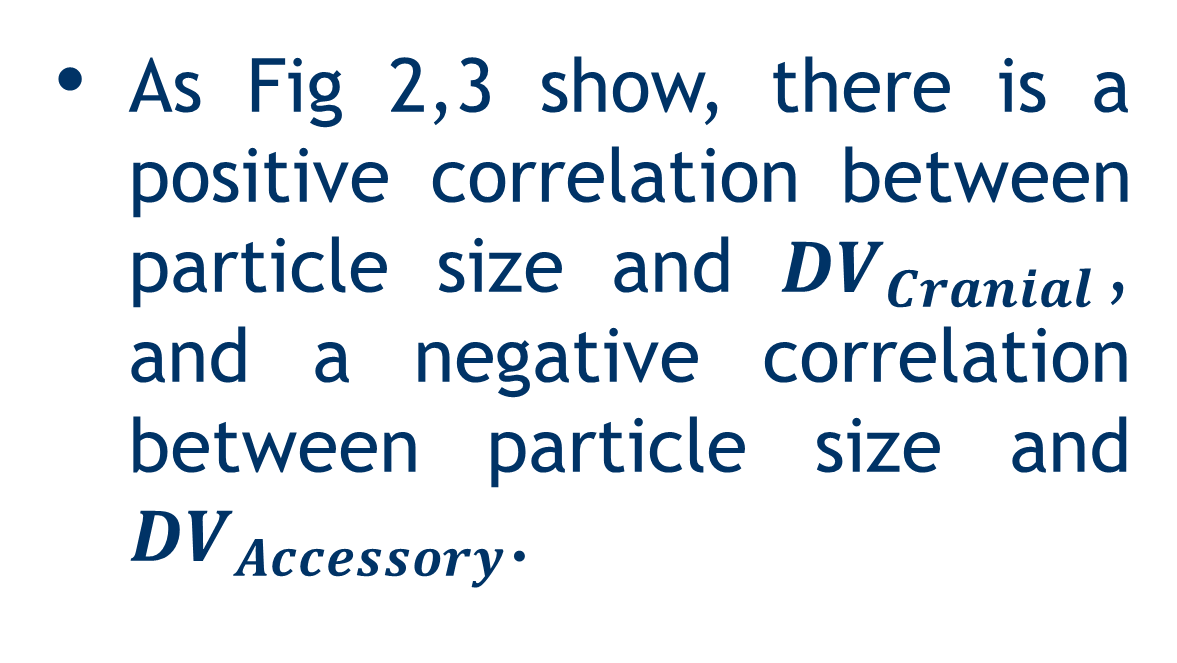 • As Fig 2,3 show, there is a
positive correlation between
particle size and DV_Cranial,
and a negative correlation
between particle size and
DV_Accessory.